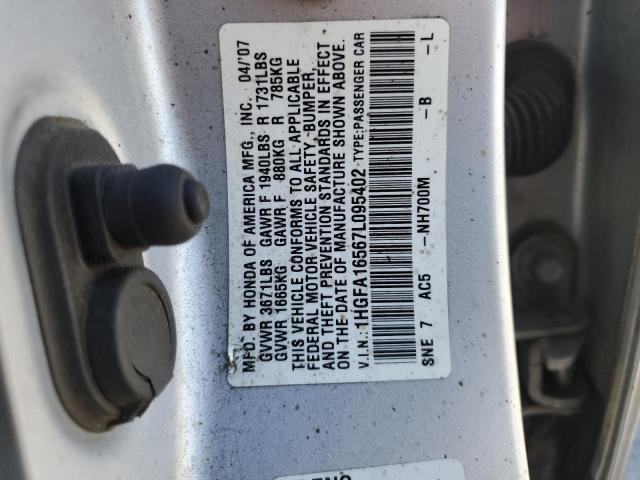 MFD. BY HONDA OF AMERICA MFG., INC. 04/'07
GVWR 3671LBS GAWR F 1940LBS R 1731LBS
GVWR 1665KG GAWR F 880KG R 785KG
THIS VEHICLE CONFORMS TO ALL APPLICABLE
FEDERAL MOTOR VEHICLE SAFETY, BUMPER,
AND THEFT PREVENTION STANDARDS IN EFFECT
ON THE DATE OF MANUFACTURE SHOWN ABOVE.
V.I.N.: 1HGFA16567L095402 TYPE:PASSENGER CAR
SNE 7 AC5 -NH700M -B -L